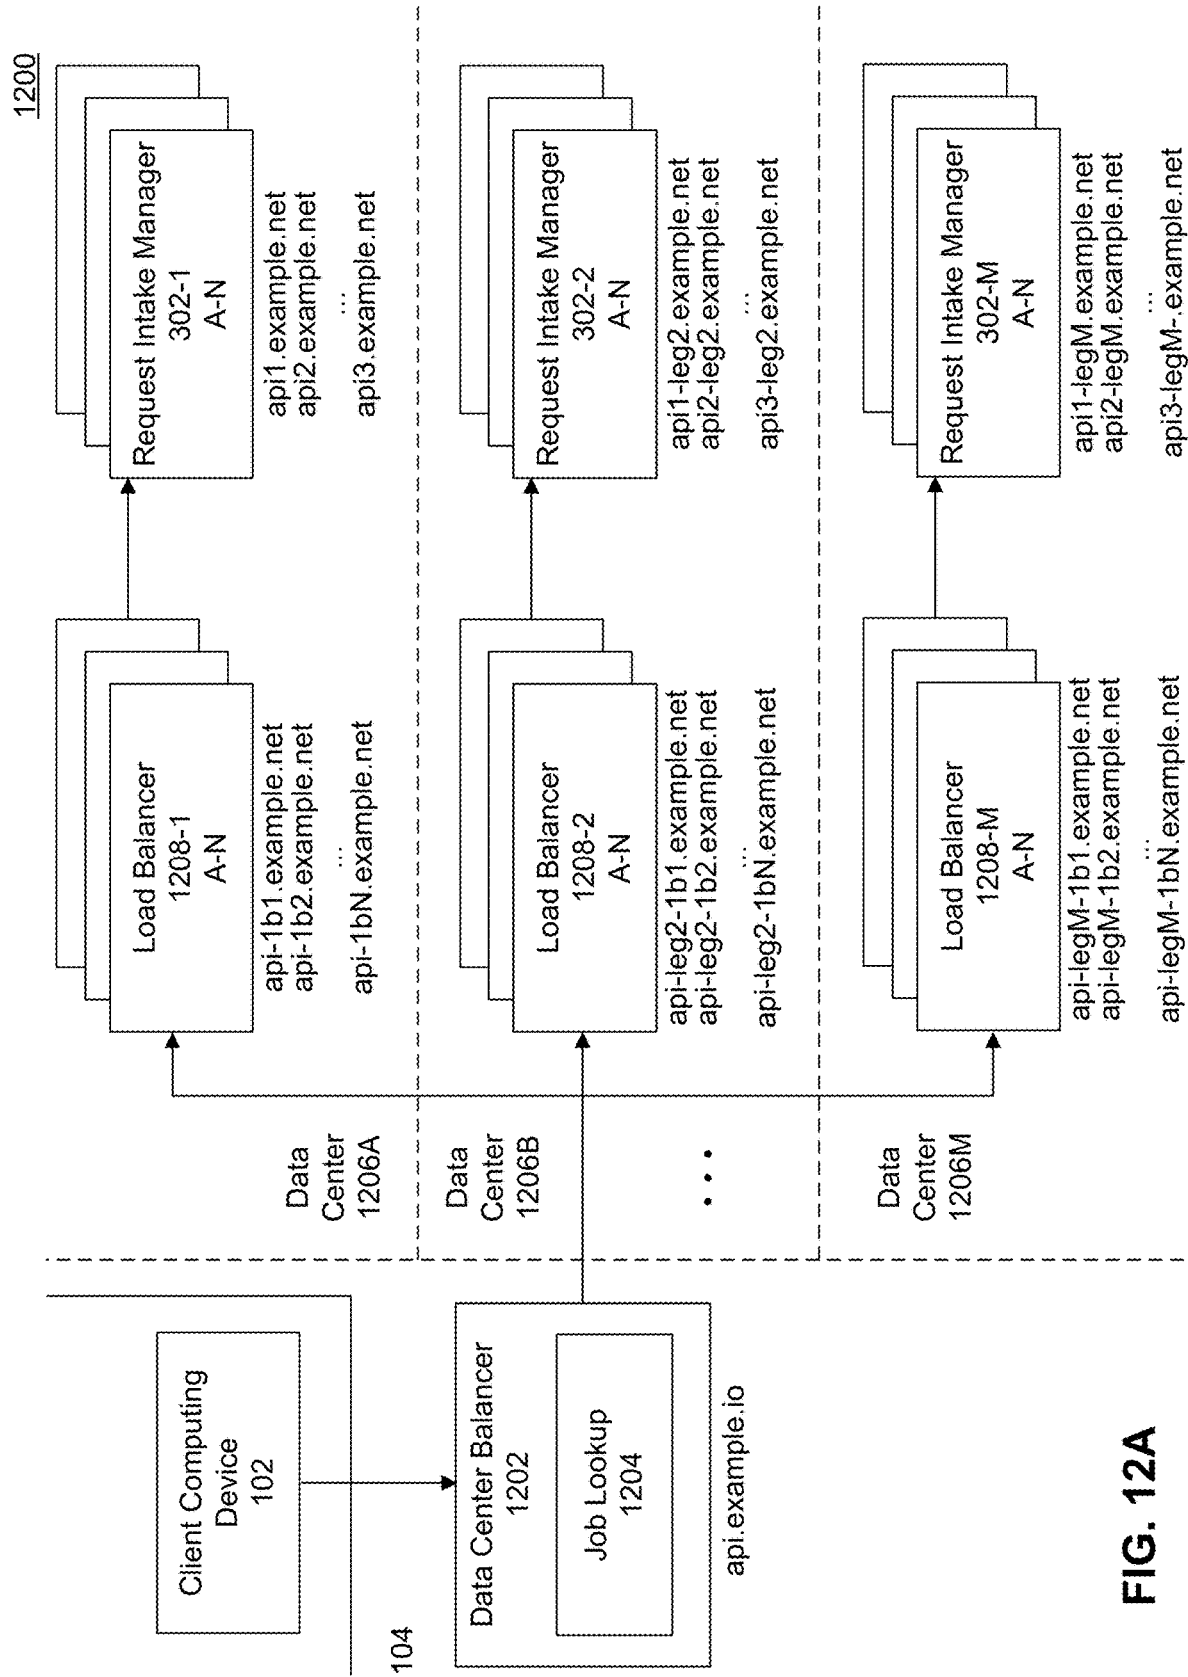 1200
Client Computing
Device
102
104
Data Center Balancer
1202
Job Lookup
1204
api.example.io
Data
Center
1206A
Load Balancer
1208-1
A-N
api-1b1.example.net
api-1b2.example.net
...
api-1bN.example.net
Request Intake Manager
302-1
A-N
api1.example.net
api2.example.net
...
api3.example.net
Data
Center
1206B
Load Balancer
1208-2
A-N
api-leg2-1b1.example.net
api-leg2-1b2.example.net
...
api-leg2-1bN.example.net
Request Intake Manager
302-2
A-N
api1-leg2.example.net
api2-leg2.example.net
...
api3-leg2.example.net
...
Data
Center
1206M
Load Balancer
1208-M
A-N
api-legM-1b1.example.net
api-legM-1b2.example.net
...
api-legM-1bN.example.net
Request Intake Manager
302-M
A-N
api1-legM.example.net
api2-legM.example.net
...
api3-legM-.example.net
FIG. 12A